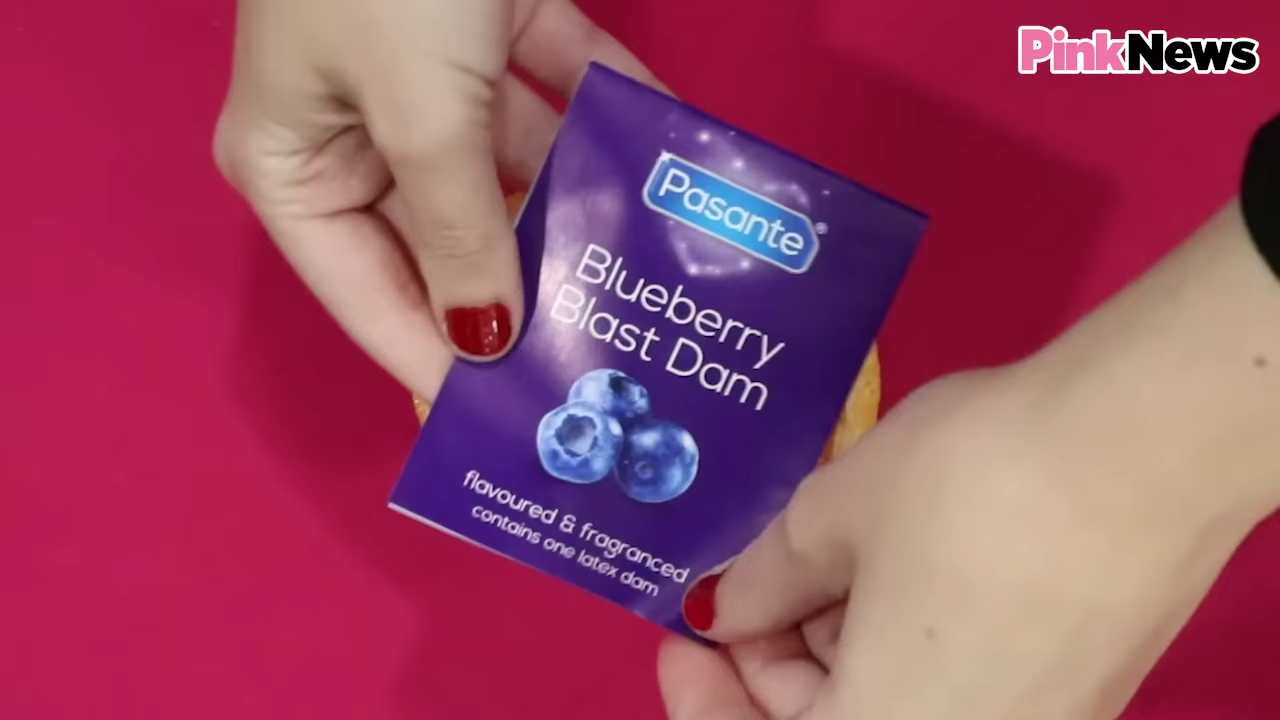 PinkNews
Pasante®
Blueberry
Blast Dam
flavoured & fragranced
contains one latex dam